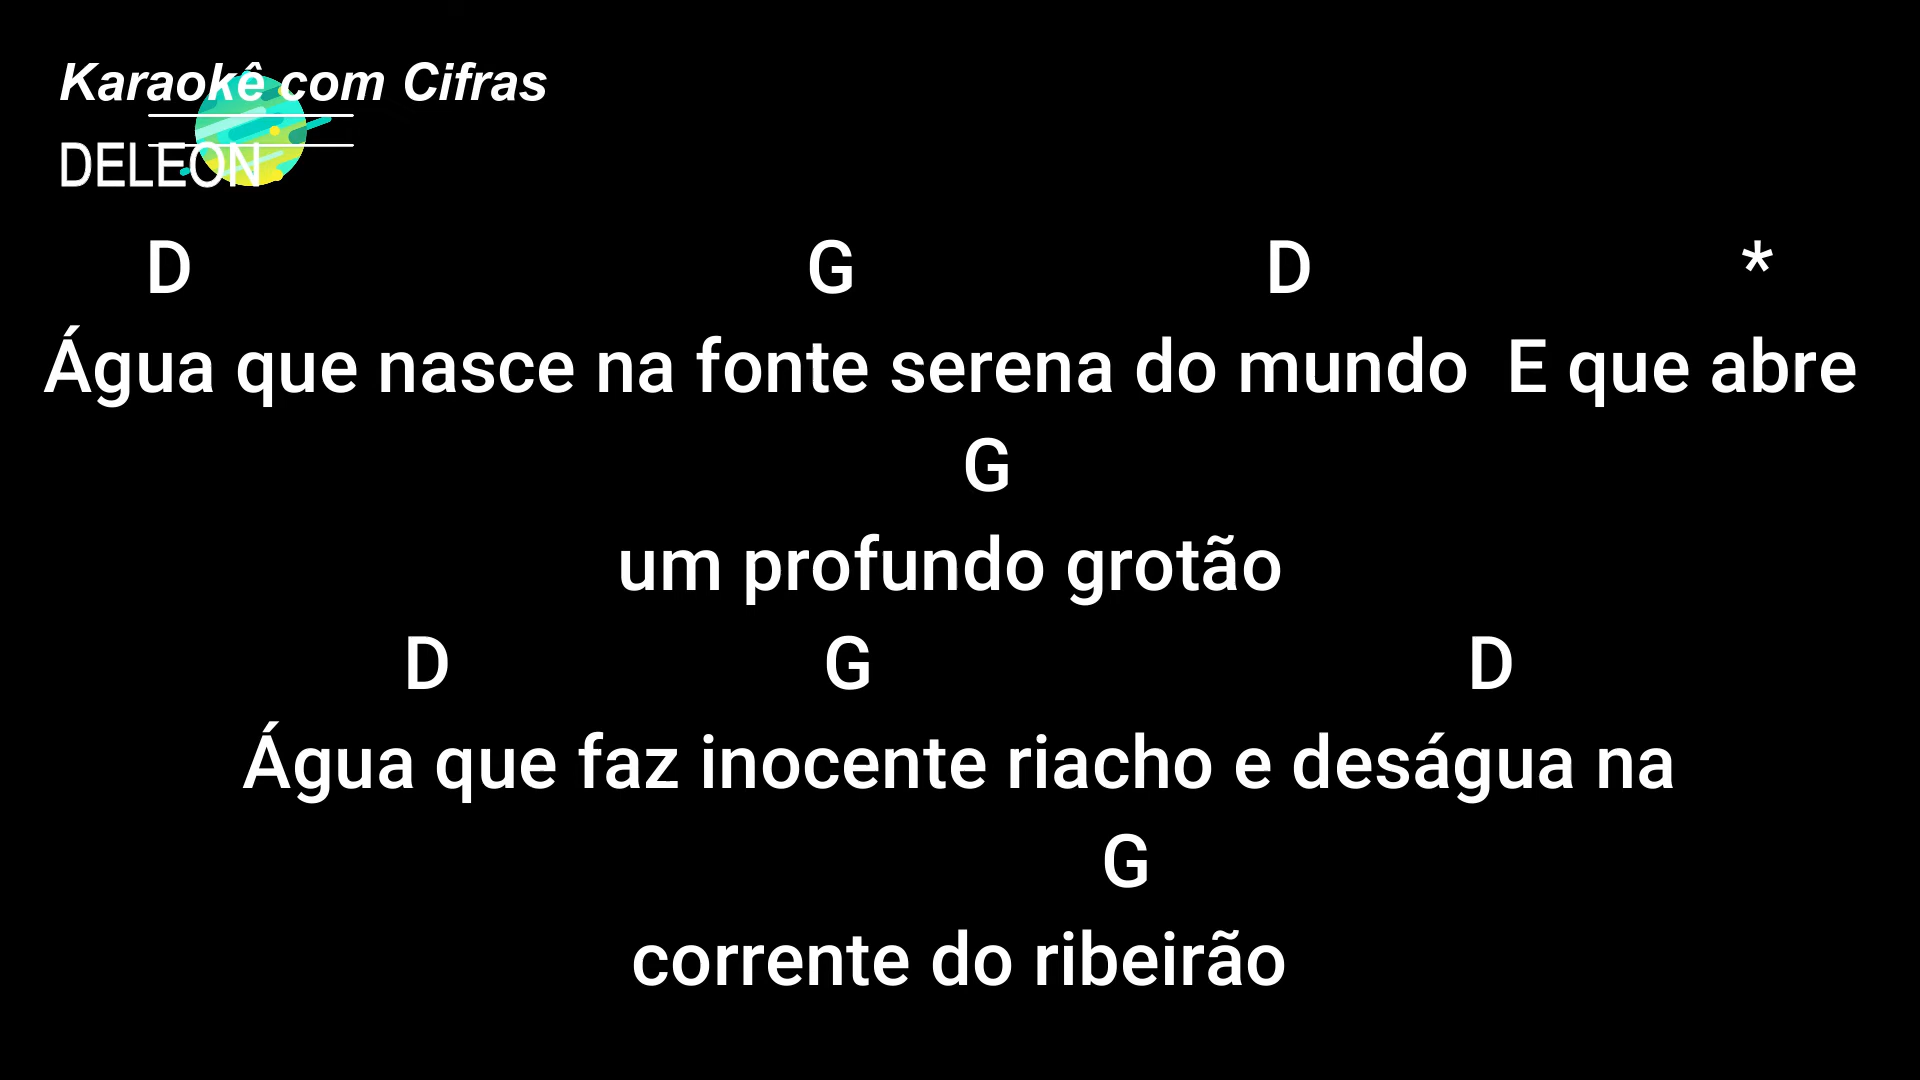 Karaokê com Cifras
DELEON
D G D *
Água que nasce na fonte serena do mundo E que abre
G
um profundo grotão
D G D
Água que faz inocente riacho e deságua na
G
corrente do ribeirão